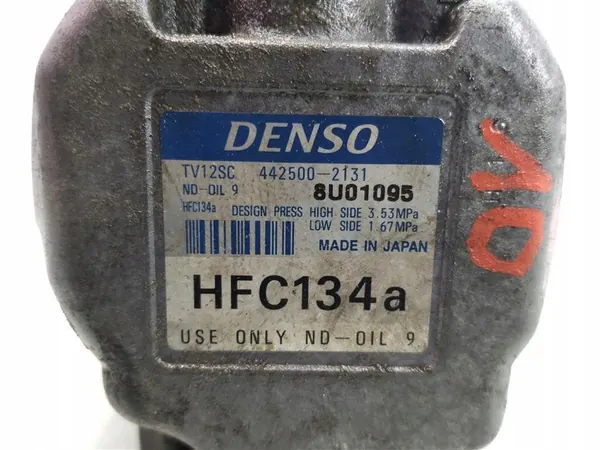 DENSO
TV12SC 442500-2131
ND-OIL 9 8U01095
HFC134a DESIGN PRESS HIGH SIDE 3.53MPa
LOW SIDE 1.67MPa
MADE IN JAPAN
HFC134a
USE ONLY ND-OIL 9